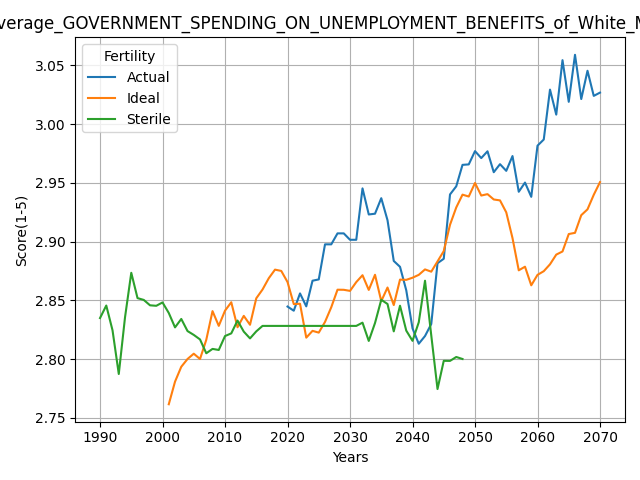 verage_GOVERNMENT_SPENDING_ON_UNEMPLOYMENT_BENEFITS_of_White_M
Fertility
Actual
Ideal
Sterile
Score(1-5)
3.05
3.00
2.95
2.90
2.85
2.80
2.75
1990 2000 2010 2020 2030 2040 2050 2060 2070
Years